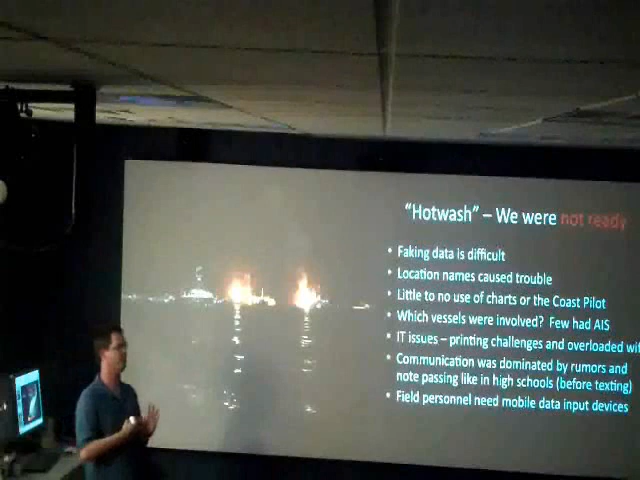 "Hotwash" – We were not ready
• Faking data is difficult
• Location names caused trouble
• Little to no use of charts or the Coast Pilot
• Which vessels were involved? Few had AIS
• IT issues – printing challenges and overloaded wif
• Communication was dominated by rumors and
note passing like in high schools (before texting)
• Field personnel need mobile data input devices